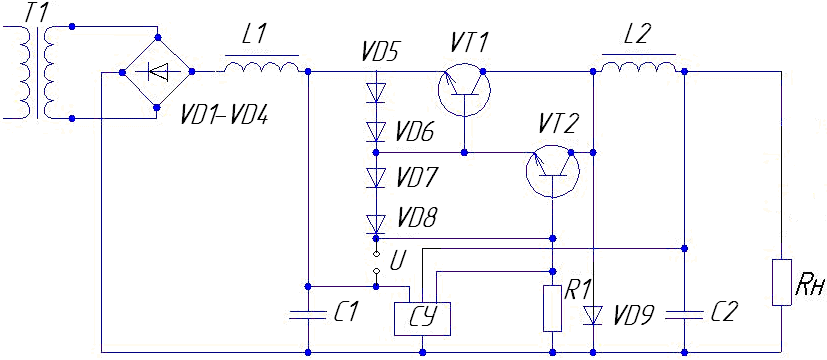 T1
L1
VD5
VT1
L2
VD1-VD4
VD6
VT2
VD7
VD8
U
C1
СУ
R1
VD9
C2
Rн